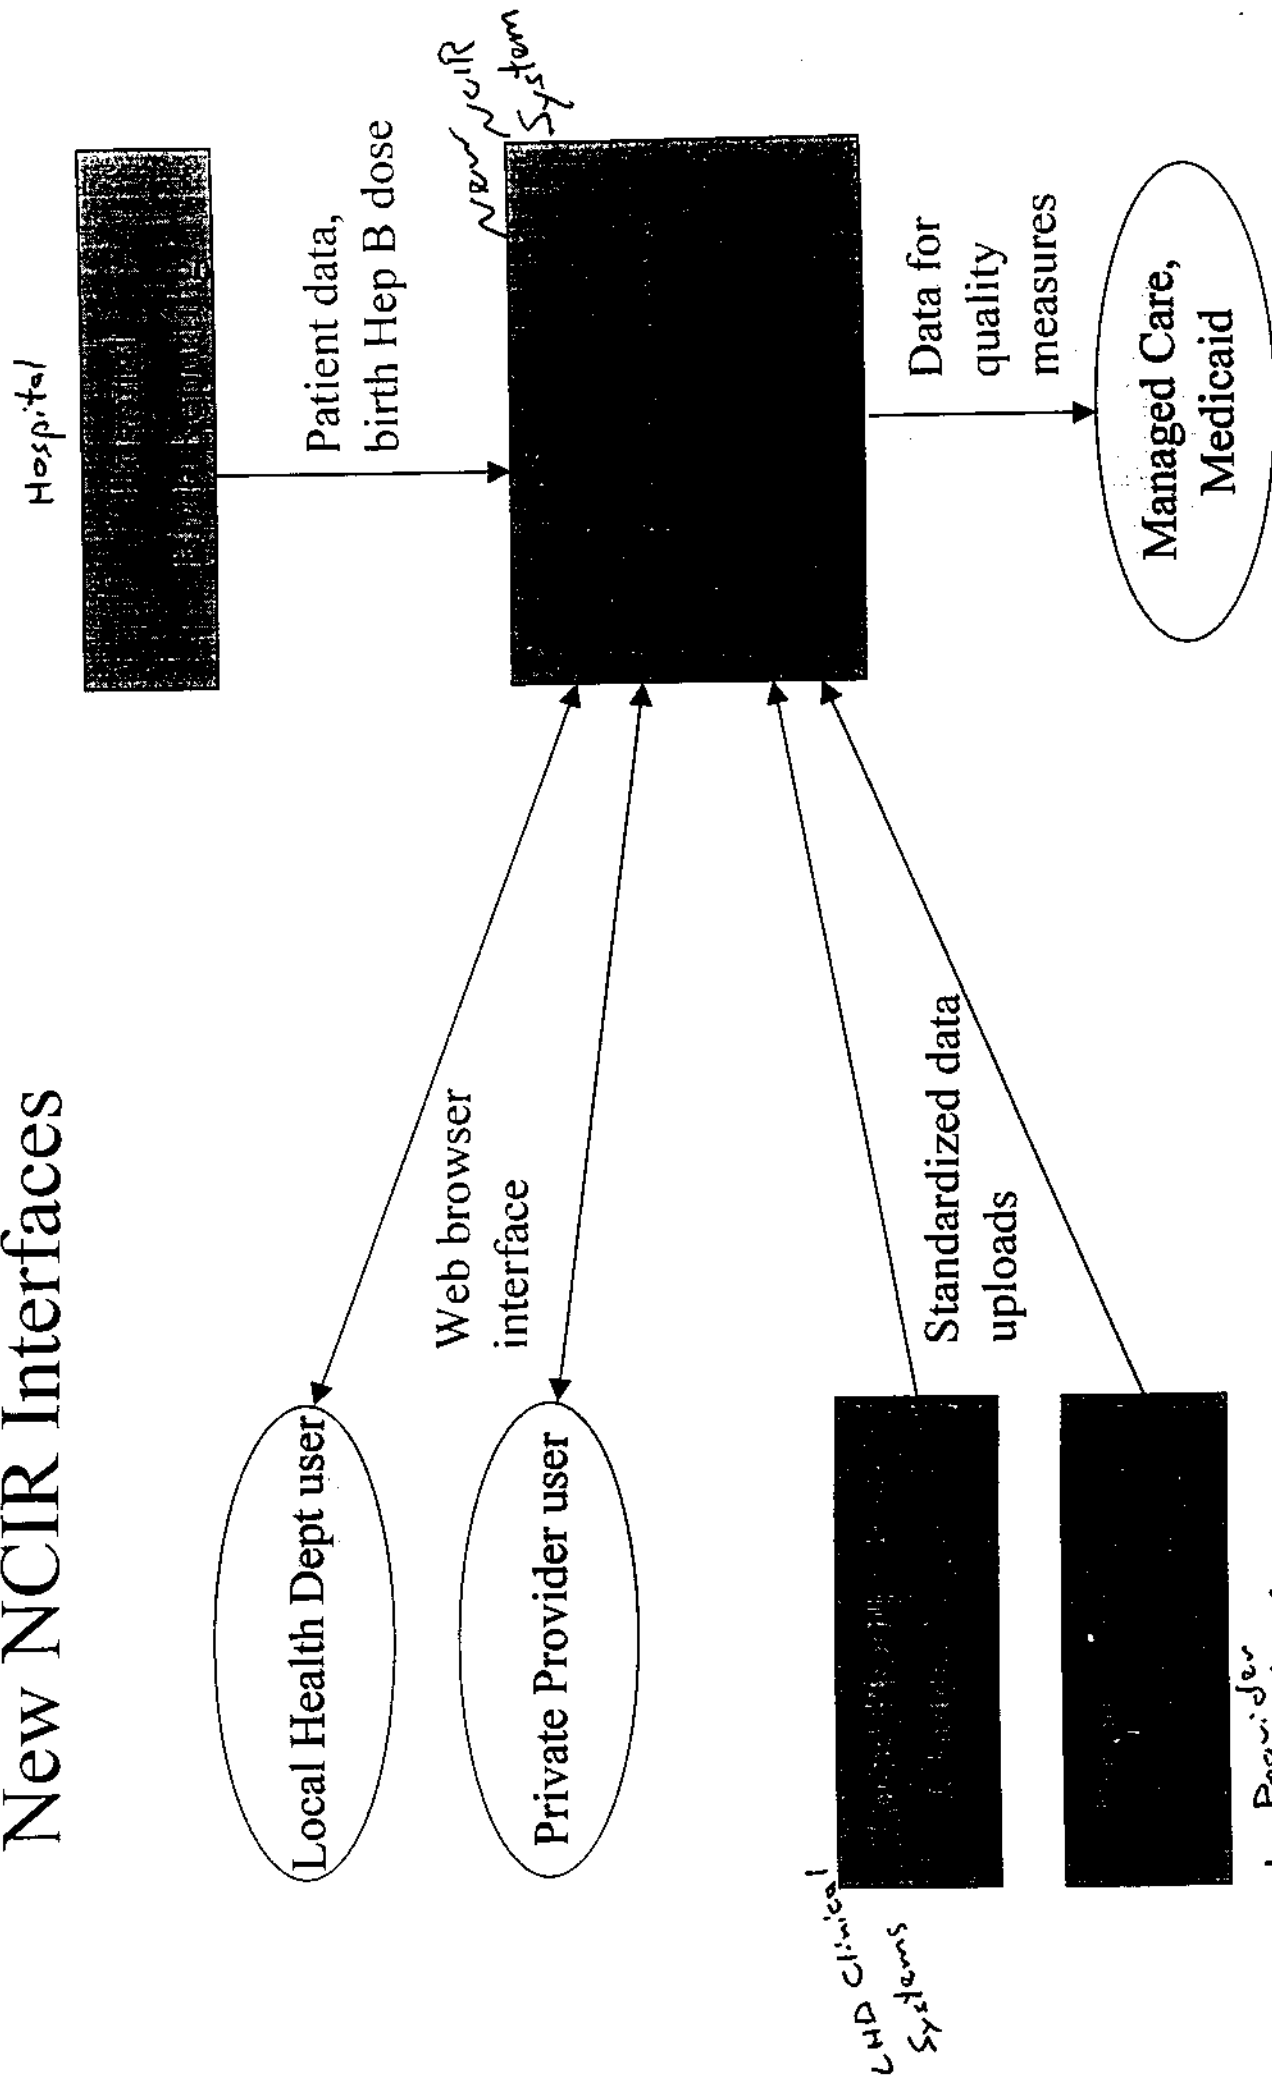 New NCIR Interfaces
Hospital
Patient data,
birth Hep B dose
New NCIR
System
Local Health Dept user
Web browser
interface
Private Provider user
Data for
quality
measures
Standardized data
uploads
Managed Care,
Medicaid
LHD Clinical
Systems
Provider